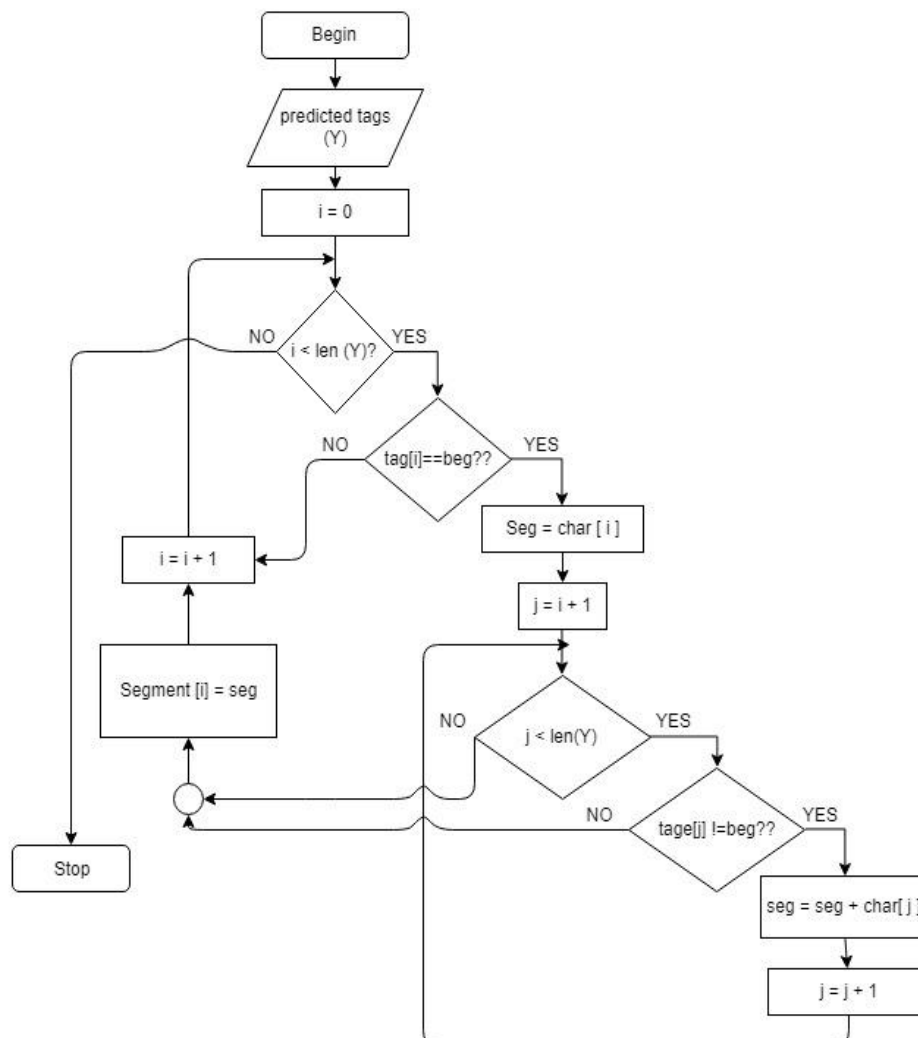 Begin
predicted tags
(Y)
i = 0
NO
i < len (Y)?
YES
NO
tag[i]==beg??
YES
Seg = char [ i ]
i = i + 1
j = i + 1
Segment [i] = seg
NO
j < len(Y)
YES
NO
tage[j] !=beg??
YES
Stop
seg = seg + char[ j ]
j = j + 1